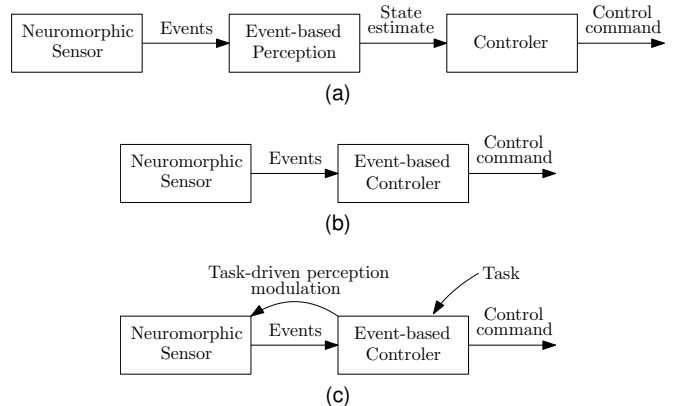 Neuromorphic
Sensor
Events
Event-based
Perception
State
estimate
Controler
Control
command
(a)
Neuromorphic
Sensor
Events
Event-based
Controler
Control
command
(b)
Task-driven perception
modulation
Task
Neuromorphic
Sensor
Events
Event-based
Controler
Control
command
(c)